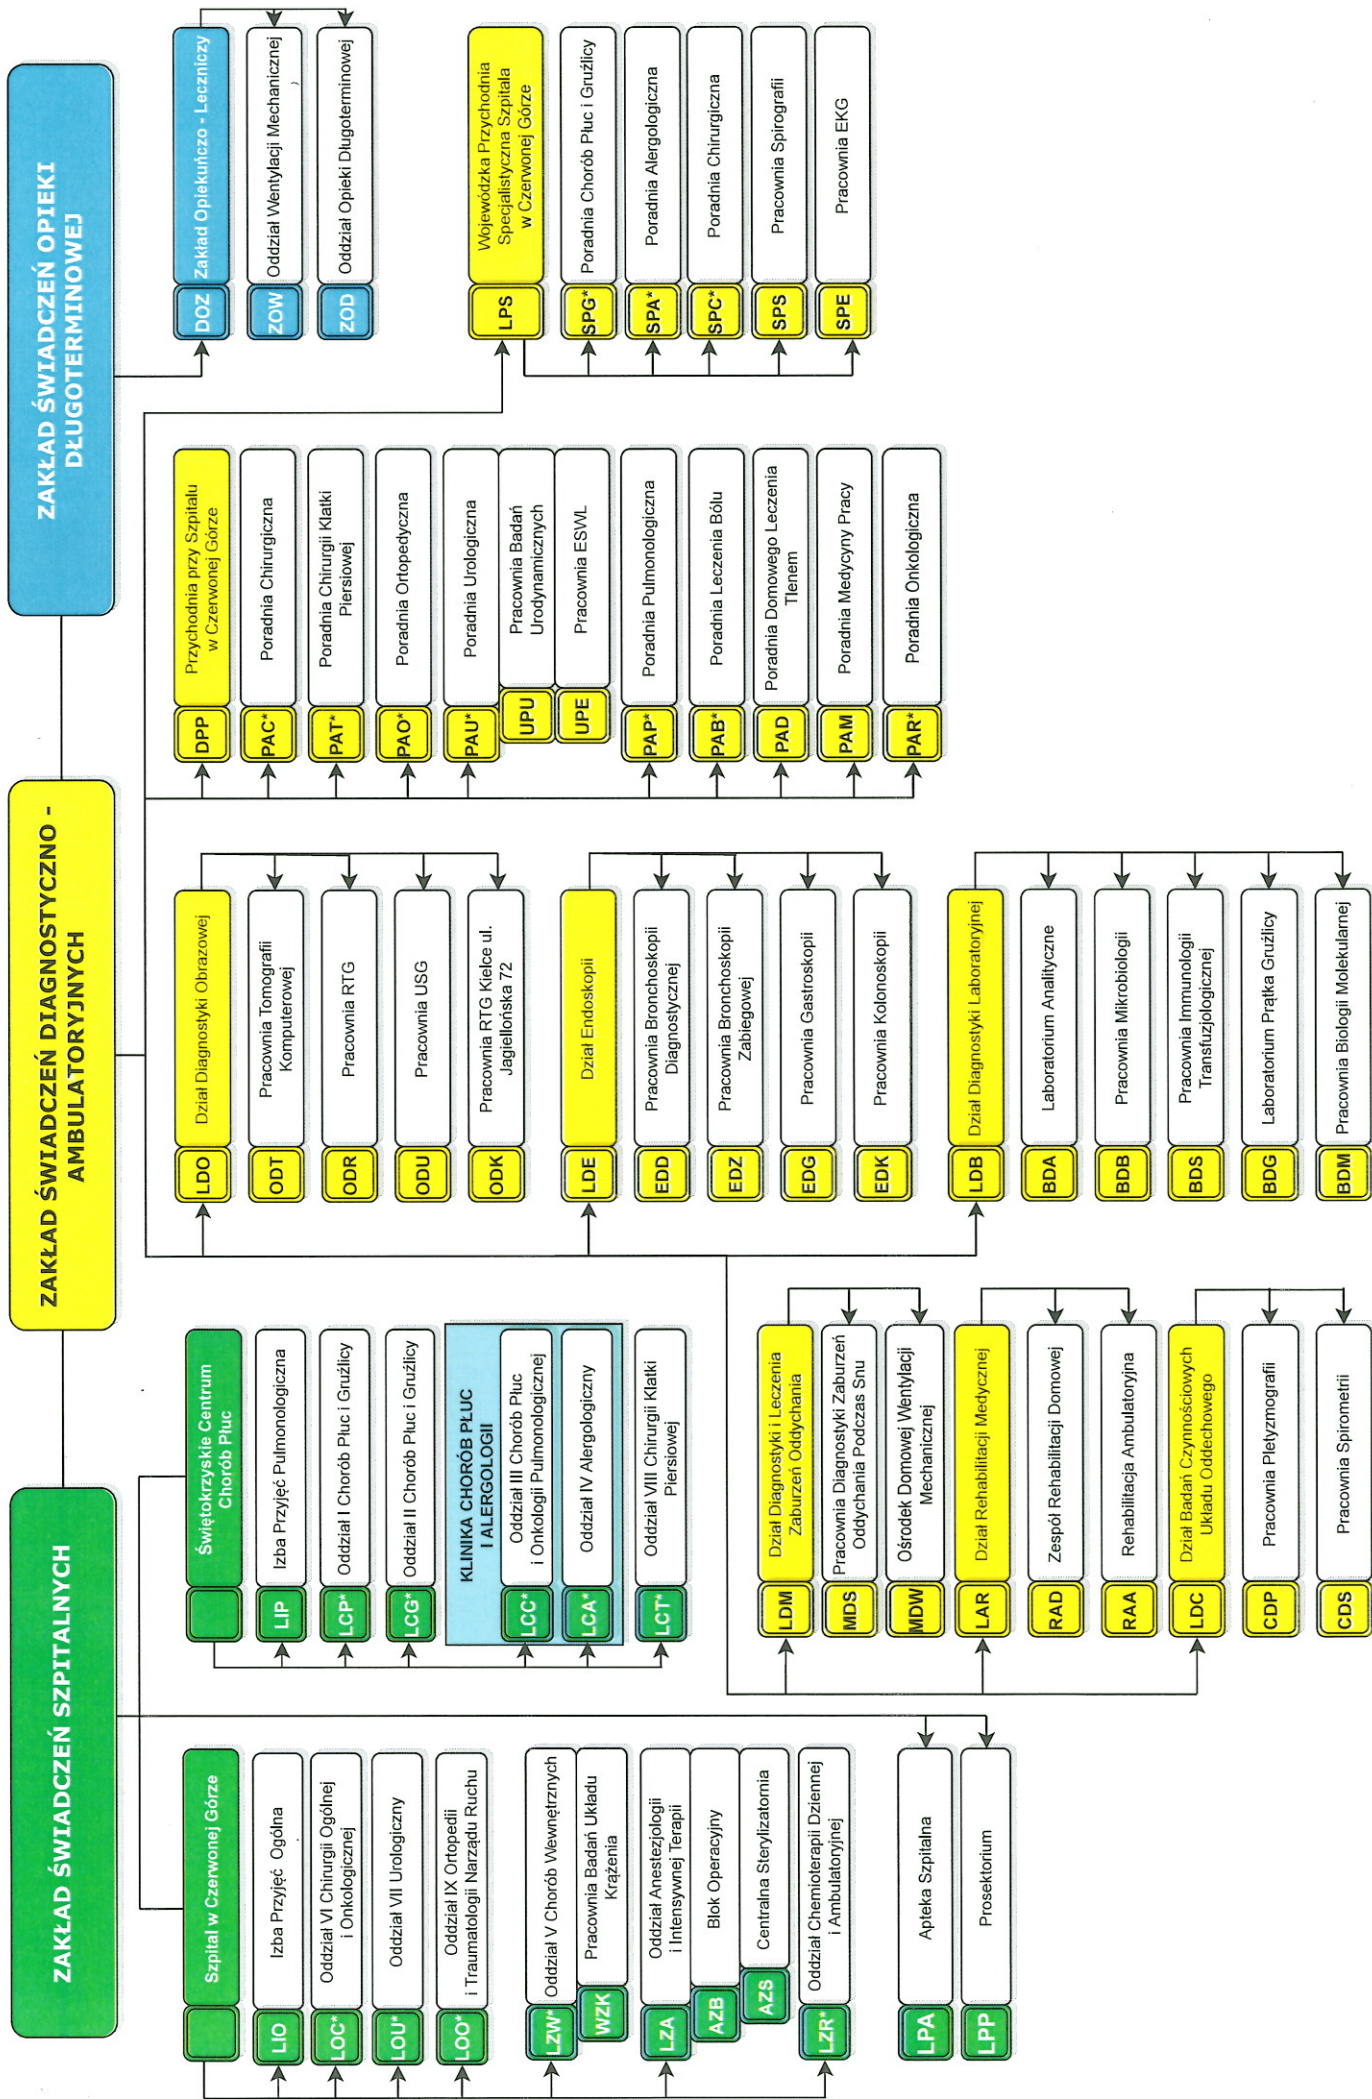 ZAKŁAD ŚWIADCZEŃ SZPITALNYCH
Szpital w Czerwonej Górze
LIO
Izba Przyjęć Ogólna
LOC*
Oddział VI Chirurgii Ogólnej
i Onkologicznej
LOU*
Oddział VII Urologiczny
LOO*
Oddział IX Ortopedii
i Traumatologii Narządu Ruchu
LZW*
Oddział V Chorób Wewnętrznych
WZK
Pracownia Badań Układu
Krążenia
LZA
Oddział Anestezjologii
i Intensywnej Terapii
AZB
Blok Operacyjny
AZS
Centralna Sterylizatornia
LZR*
Oddział Chemioterapii Dziennej
i Ambulatoryjnej
LPA
Apteka Szpitalna
LPP
Prosektorium
Świętokrzyskie Centrum
Chorób Płuc
LIP
Izba Przyjęć Pulmonologiczna
LCP*
Oddział I Chorób Płuc i Gruźlicy
LCG*
Oddział II Chorób Płuc i Gruźlicy
KLINIKA CHORÓB PŁUC
I ALERGOLOGII
LCC*
Oddział III Chorób Płuc
i Onkologii Pulmonologicznej
LCA*
Oddział IV Alergologiczny
LCT*
Oddział VIII Chirurgii Klatki
Piersiowej
ZAKŁAD ŚWIADCZEŃ DIAGNOSTYCZNO -
AMBULATORYJNYCH
LDM
Dział Diagnostyki i Leczenia
Zaburzeń Oddychania
MDS
Pracownia Diagnostyki Zaburzeń
Oddychania Podczas Snu
MDW
Ośrodek Domowej Wentylacji
Mechanicznej
LAR
Dział Rehabilitacji Medycznej
RAD
Zespół Rehabilitacji Domowej
RAA
Rehabilitacja Ambulatoryjna
LDC
Dział Badań Czynnościowych
Układu Oddechowego
CDP
Pracownia Pletyzmografii
CDS
Pracownia Spirometrii
LDO
Dział Diagnostyki Obrazowej
ODT
Pracownia Tomografii
Komputerowej
ODR
Pracownia RTG
ODU
Pracownia USG
ODK
Pracownia RTG Kielce ul.
Jagiellońska 72
LDE
Dział Endoskopii
EDD
Pracownia Bronchoskopii
Diagnostycznej
EDZ
Pracownia Bronchoskopii
Zabiegowej
EDG
Pracownia Gastroskopii
EDK
Pracownia Kolonoskopii
LDB
Dział Diagnostyki Laboratoryjnej
BDA
Laboratorium Analityczne
BDB
Pracownia Mikrobiologii
BDS
Pracownia Immunologii
Transfuzjologicznej
BDG
Laboratorium Prątka Gruźlicy
BDM
Pracownia Biologii Molekularnej
DPP
Przychodnia przy Szpitalu
w Czerwonej Górze
PAC*
Poradnia Chirurgiczna
PAT*
Poradnia Chirurgii Klatki
Piersiowej
PAO*
Poradnia Ortopedyczna
PAU*
Poradnia Urologiczna
UPU
Pracownia Badań
Urodynamicznych
UPE
Pracownia ESWL
PAP*
Poradnia Pulmonologiczna
PAB*
Poradnia Leczenia Bólu
PAD
Poradnia Domowego Leczenia
Tlenem
PAM
Poradnia Medycyny Pracy
PAR*
Poradnia Onkologiczna
LPS
Wojewódzka Przychodnia
Specjalistyczna Szpitala
w Czerwonej Górze
SPG*
Poradnia Chorób Płuc i Gruźlicy
SPA*
Poradnia Alergologiczna
SPC*
Poradnia Chirurgiczna
SPS
Pracownia Spirografii
SPE
Pracownia EKG
ZAKŁAD ŚWIADCZEŃ OPIEKI
DŁUGOTERMINOWEJ
DOZ
Zakład Opiekuńczo - Leczniczy
ZOW
Oddział Wentylacji Mechanicznej
ZOD
Oddział Opieki Długoterminowej